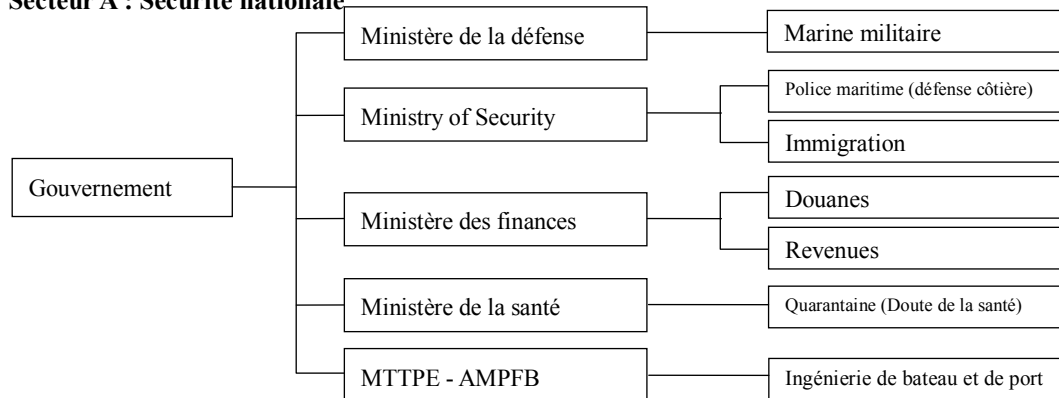 Secteur A : Sécurité nationale
Ministère de la défense
Marine militaire
Ministry of Security
Police maritime (défense côtière)
Immigration
Gouvernement
Ministère des finances
Douanes
Revenues
Ministère de la santé
Quarantaine (Doute de la santé)
MTTPE - AMPFB
Ingénierie de bateau et de port